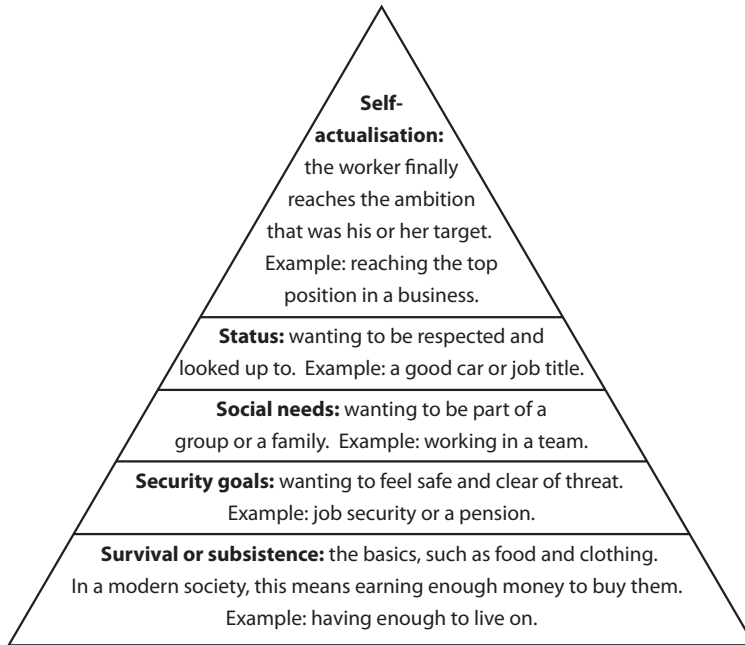 Self-
actualisation:
the worker finally
reaches the ambition
that was his or her target.
Example: reaching the top
position in a business.
Status: wanting to be respected and
looked up to. Example: a good car or job title.
Social needs: wanting to be part of a
group or a family. Example: working in a team.
Security goals: wanting to feel safe and clear of threat.
Example: job security or a pension.
Survival or subsistence: the basics, such as food and clothing.
In a modern society, this means earning enough money to buy them.
Example: having enough to live on.